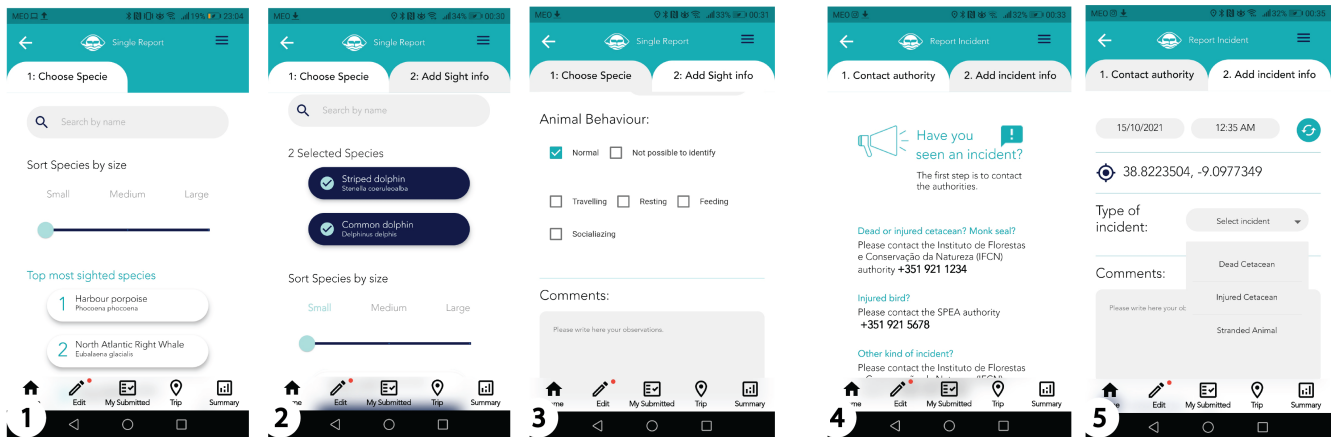 MEO 19% 23:04
Single Report
1: Choose Specie
Search by name
Sort Species by size
Small Medium Large
Top most sighted species
1 Harbour porpoise
Phocoena phocoena
2 North Atlantic Right Whale
Eubalaena glacialis
Edit My Submitted Trip Summary
1
MEO 34% 00:30
Single Report
1: Choose Specie 2: Add Sight info
Search by name
2 Selected Species
Striped dolphin
Stenella coeruleoalba
Common dolphin
Delphinus delphis
Sort Species by size
Small Medium Large
Edit My Submitted Trip Summary
2
MEO 33% 00:31
Single Report
1: Choose Specie 2: Add Sight info
Animal Behaviour:
Normal Not possible to identify
Travelling Resting Feeding
Socialiazing
Comments:
Please write here your observations.
Edit My Submitted Trip Summary
3
MEO 32% 00:33
Report Incident
1. Contact authority 2. Add incident info
Have you
seen an incident?
The first step is to contact
the authorities.
Dead or injured cetacean? Monk seal?
Please contact the Instituto de Florestas
e Conservação da Natureza (IFCN)
authority +351 921 1234
Injured bird?
Please contact the SPEA authority
+351 921 5678
Other kind of incident?
Please contact the Instituto de Florestas
Edit My Submitted Trip Summary
4
MEO 32% 00:35
Report Incident
1. Contact authority 2. Add incident info
15/10/2021 12:35 AM
38.8223504, -9.0977349
Type of
incident:
Select incident
Dead Cetacean
Injured Cetacean
Stranded Animal
Comments:
Please write here your ob
Edit My Submitted Trip Summary
5